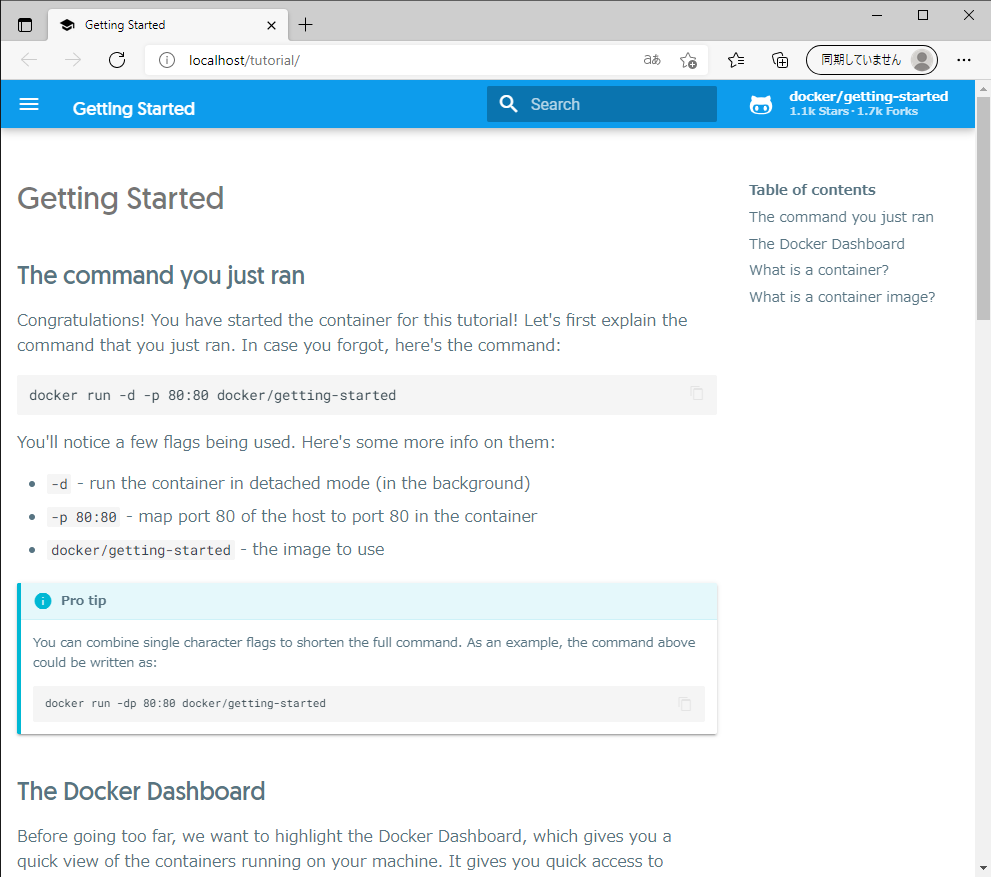 Getting Started
localhost/tutorial/
aあ
同期していません
Getting Started
Search
docker/getting-started
1.1k Stars · 1.7k Forks
Getting Started
The command you just ran
Congratulations! You have started the container for this tutorial! Let's first explain the
command that you just ran. In case you forgot, here's the command:
docker run -d -p 80:80 docker/getting-started
You'll notice a few flags being used. Here's some more info on them:
-d - run the container in detached mode (in the background)
-p 80:80 - map port 80 of the host to port 80 in the container
docker/getting-started - the image to use
Pro tip
You can combine single character flags to shorten the full command. As an example, the command above
could be written as:
docker run -dp 80:80 docker/getting-started
The Docker Dashboard
Before going too far, we want to highlight the Docker Dashboard, which gives you a
quick view of the containers running on your machine. It gives you quick access to
Table of contents
The command you just ran
The Docker Dashboard
What is a container?
What is a container image?